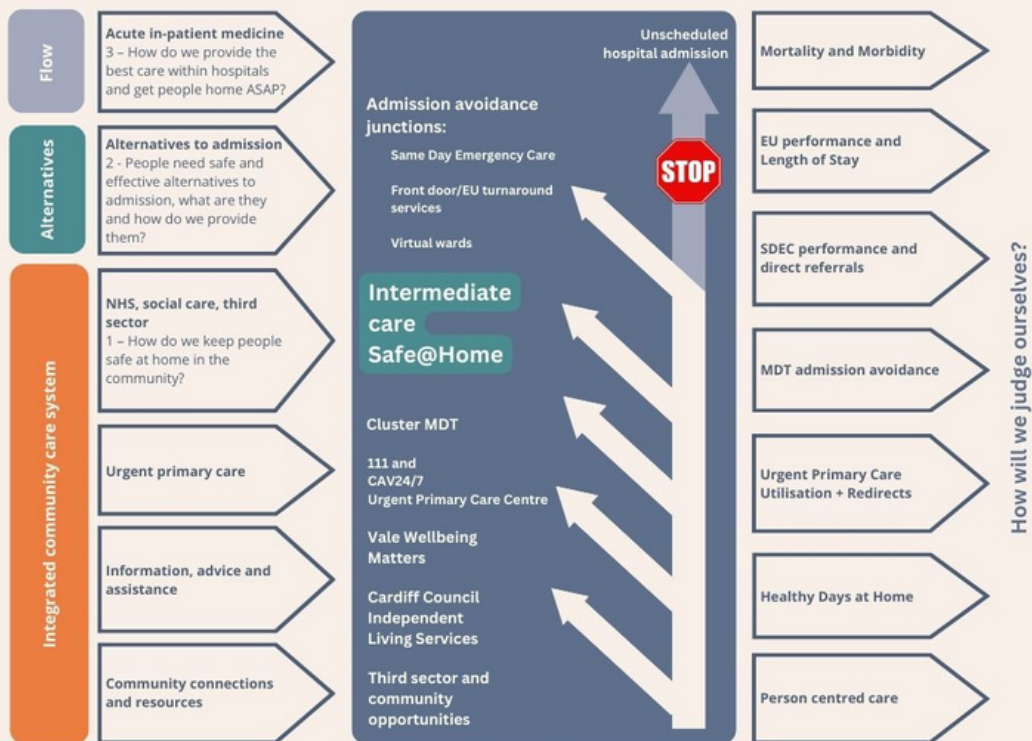 Flow
Acute in-patient medicine
3 – How do we provide the
best care within hospitals
and get people home ASAP?
Alternatives
Alternatives to admission
2 - People need safe and
effective alternatives to
admission, what are they
and how do we provide
them?
Integrated community care system
NHS, social care, third
sector
1 – How do we keep people
safe at home in the
community?
Urgent primary care
Information, advice and
assistance
Community connections
and resources
Unscheduled
hospital admission
STOP
Admission avoidance
junctions:
Same Day Emergency Care
Front door/EU turnaround
services
Virtual wards
Intermediate
care
Safe@Home
Cluster MDT
111 and
CAV24/7
Urgent Primary Care Centre
Vale Wellbeing
Matters
Cardiff Council
Independent
Living Services
Third sector and
community
opportunities
Mortality and Morbidity
EU performance and
Length of Stay
SDEC performance and
direct referrals
MDT admission avoidance
Urgent Primary Care
Utilisation + Redirects
Healthy Days at Home
Person centred care
How will we judge ourselves?